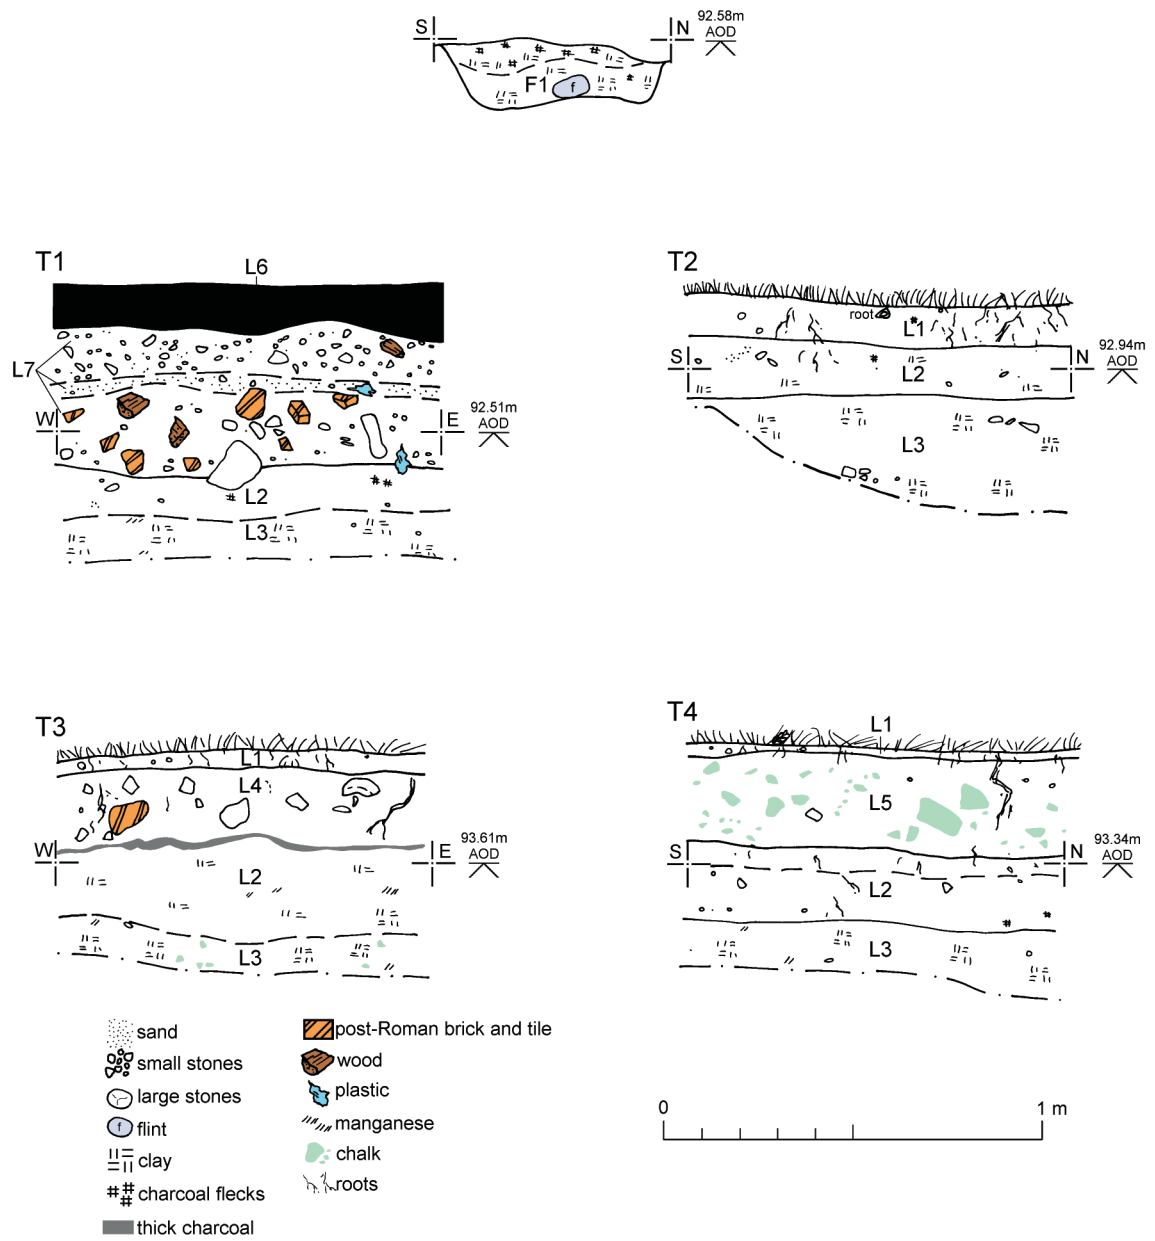 S
N
92.58m
AOD
F1
f
T1
L6
L7
W
E
92.51m
AOD
L2
L3
T2
root
L1
S
N
92.94m
AOD
L2
L3
T3
L1
L4
W
E
93.61m
AOD
L2
L3
T4
L1
L5
S
N
93.34m
AOD
L2
L3
sand
small stones
large stones
f
flint
clay
charcoal flecks
thick charcoal
post-Roman brick and tile
wood
plastic
manganese
chalk
roots
0
1 m